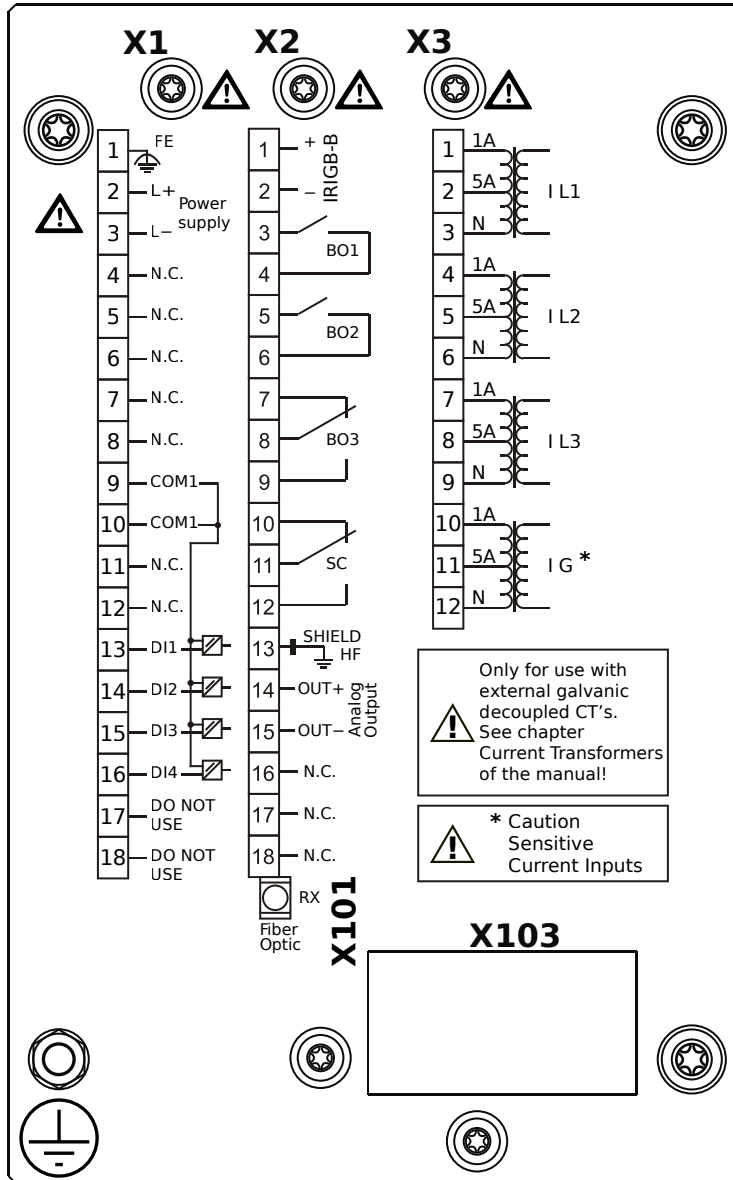 X1
X2
X3
1 FE
2 L+
3 L−
Power
supply
4 N.C.
5 N.C.
6 N.C.
7 N.C.
8 N.C.
9 COM1
10 COM1
11 N.C.
12 N.C.
13 DI1
14 DI2
15 DI3
16 DI4
17 DO NOT
USE
18 DO NOT
USE
1 +
2 −
IRIGB-B
3
4
BO1
5
6
BO2
7
8 BO3
9
10
11 SC
12
13 SHIELD
HF
14 OUT+
15 OUT−
Analog
Output
16 N.C.
17 N.C.
18 N.C.
RX
Fiber
Optic
X101
1 1A
2 5A I L1
3 N
4 1A
5 5A I L2
6 N
7 1A
8 5A I L3
9 N
10 1A
11 5A I G *
12 N
Only for use with
external galvanic
decoupled CT's.
See chapter
Current Transformers
of the manual!
* Caution
Sensitive
Current Inputs
X103